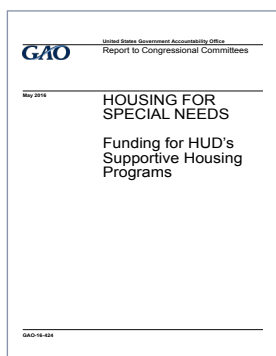 United States Government Accountability Office
GAO
Report to Congressional Committees
May 2016
HOUSING FOR
SPECIAL NEEDS
Funding for HUD's
Supportive Housing
Programs
GAO-16-424